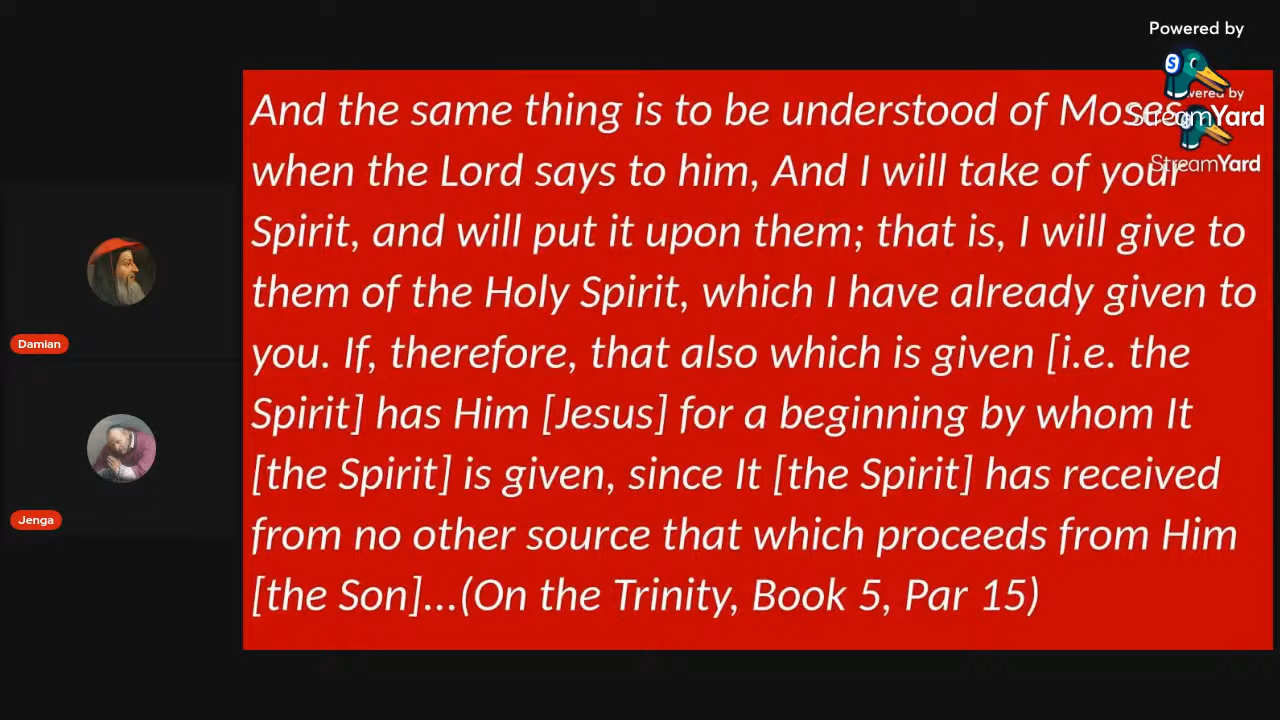 Powered by
StreamYard
Powered by
StreamYard
And the same thing is to be understood of Moses
when the Lord says to him, And I will take of your
Spirit, and will put it upon them; that is, I will give to
them of the Holy Spirit, which I have already given to
you. If, therefore, that also which is given [i.e. the
Spirit] has Him [Jesus] for a beginning by whom It
[the Spirit] is given, since It [the Spirit] has received
from no other source that which proceeds from Him
[the Son]...(On the Trinity, Book 5, Par 15)
Damian
Jenga